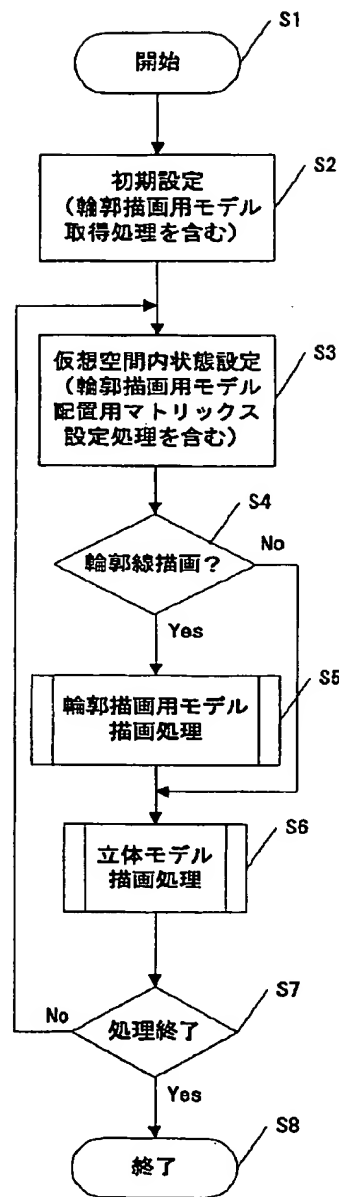 S1
開始
S2
初期設定
(輪郭描画用モデル
取得処理を含む)
S3
仮想空間内状態設定
(輪郭描画用モデル
配置用マトリックス
設定処理を含む)
S4
輪郭線描画?
No
Yes
S5
輪郭描画用モデル
描画処理
S6
立体モデル
描画処理
S7
No
処理終了
Yes
S8
終了